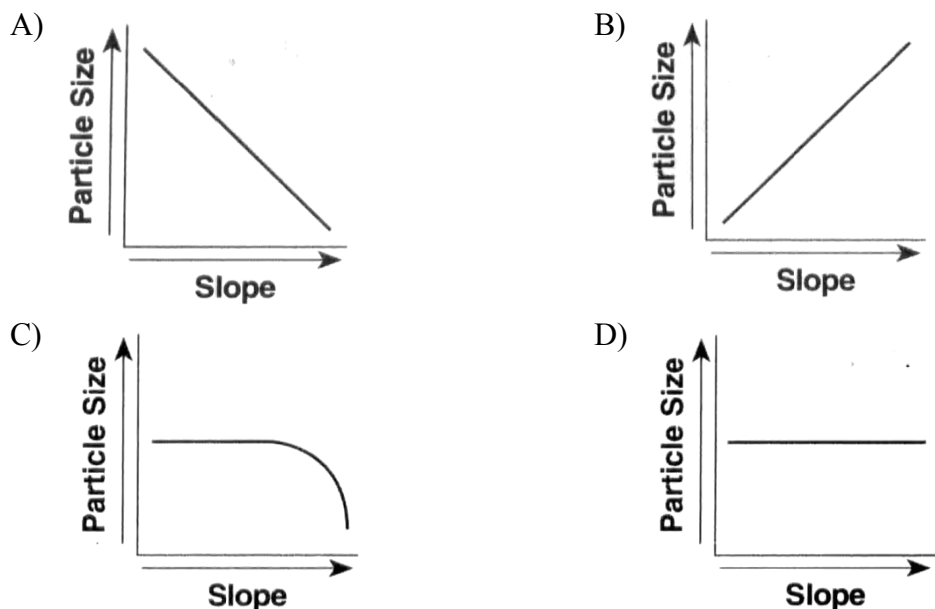 A)
Particle Size
Slope
B)
Particle Size
Slope
C)
Particle Size
Slope
D)
Particle Size
Slope